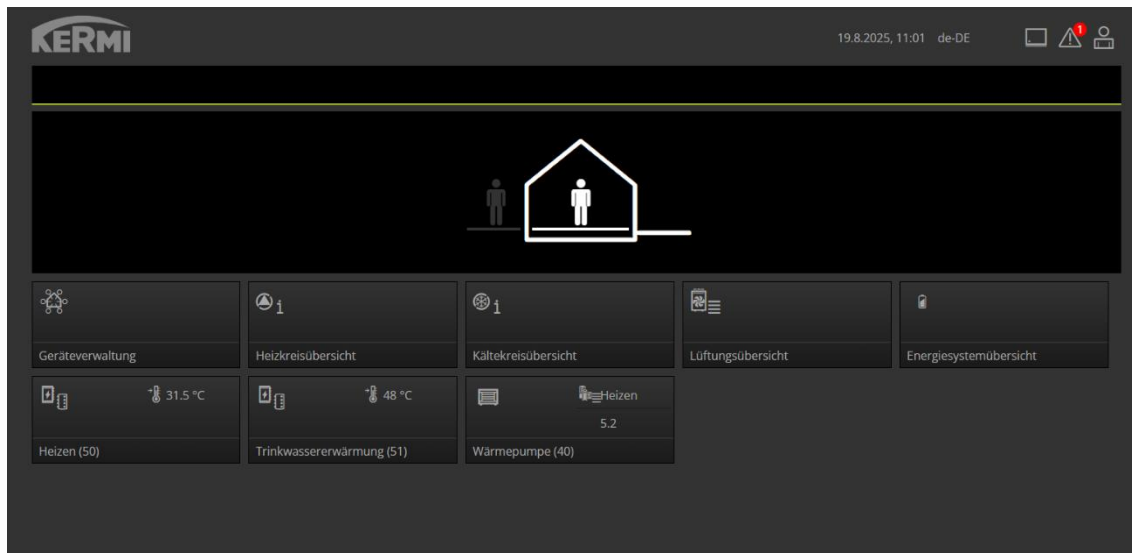 KERMI
19.8.2025, 11:01 de-DE
1
Geräteverwaltung
Heizkreisübersicht
Kältekreisübersicht
Lüftungsübersicht
Energiesystemübersicht
31.5 °C
Heizen (50)
48 °C
Trinkwassererwärmung (51)
Heizen
5.2
Wärmepumpe (40)